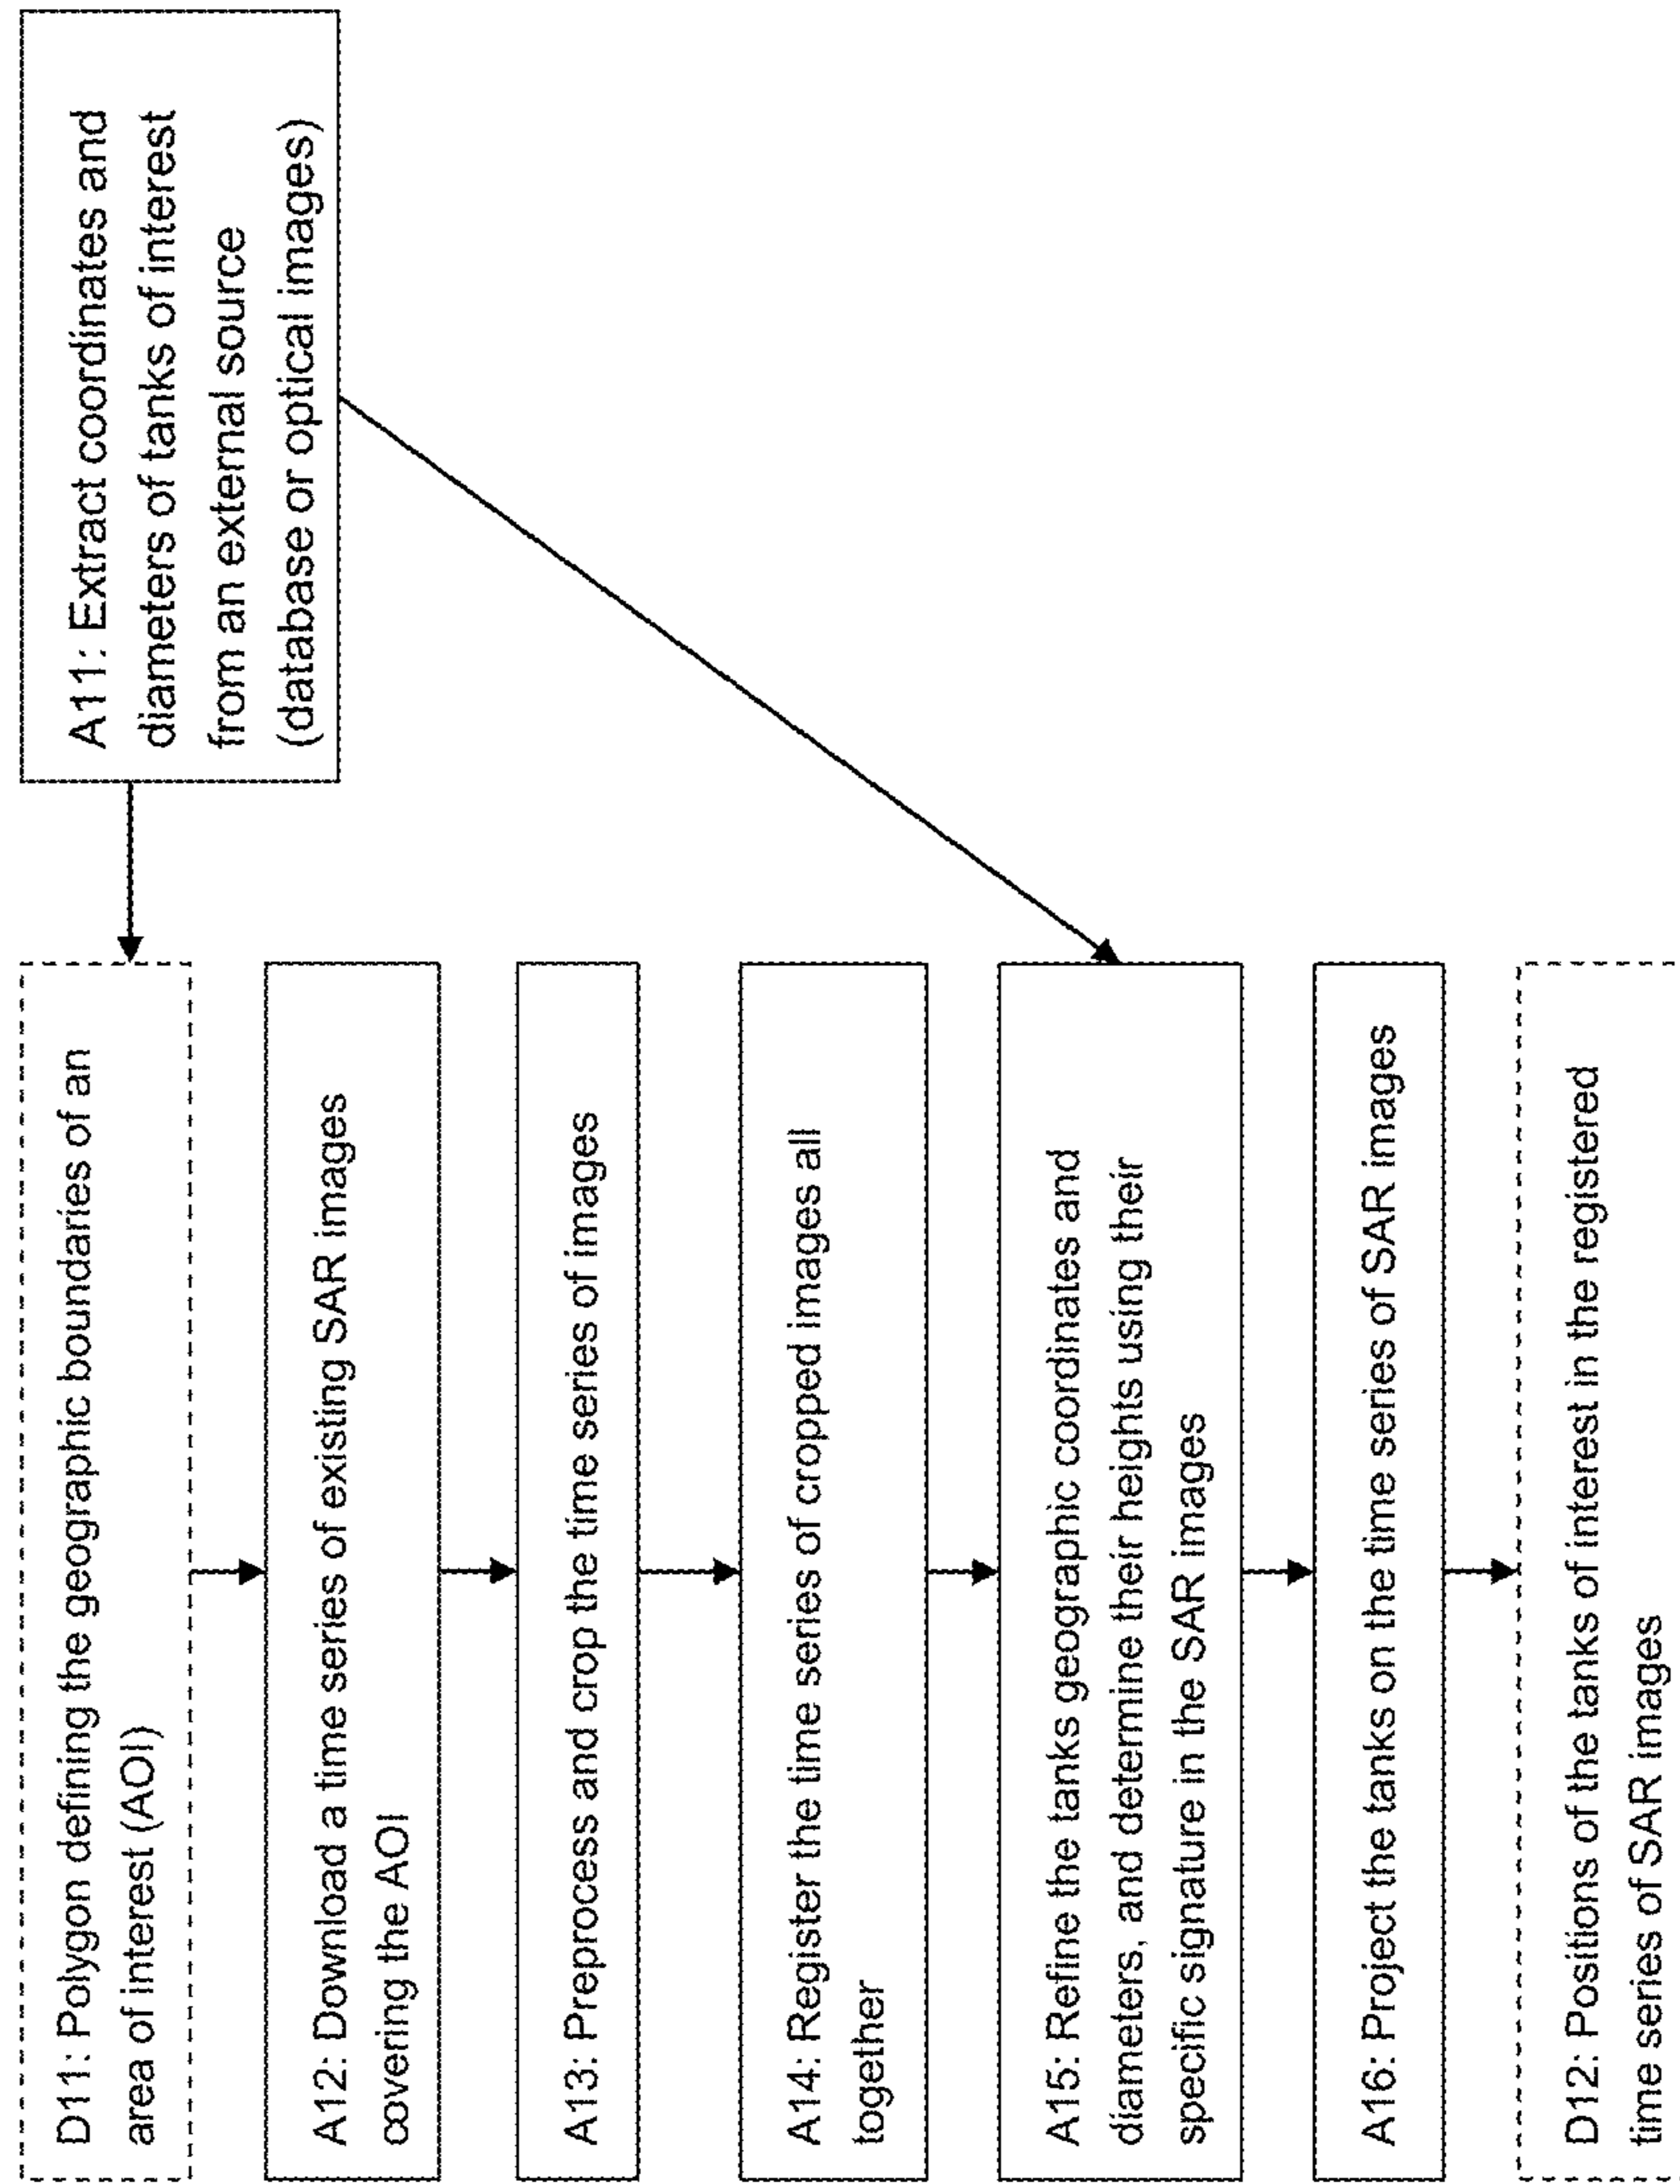 A11: Extract coordinates and
diameters of tanks of interest
from an external source
(database or optical images)
D11: Polygon defining the geographic boundaries of an
area of interest (AOI)
A12: Download a time series of existing SAR images
covering the AOI
A13: Preprocess and crop the time series of images
A14: Register the time series of cropped images all
together
A15: Refine the tanks geographic coordinates and
diameters, and determine their heights using their
specific signature in the SAR images
A16: Project the tanks on the time series of SAR images
D12: Positions of the tanks of interest in the registered
time series of SAR images